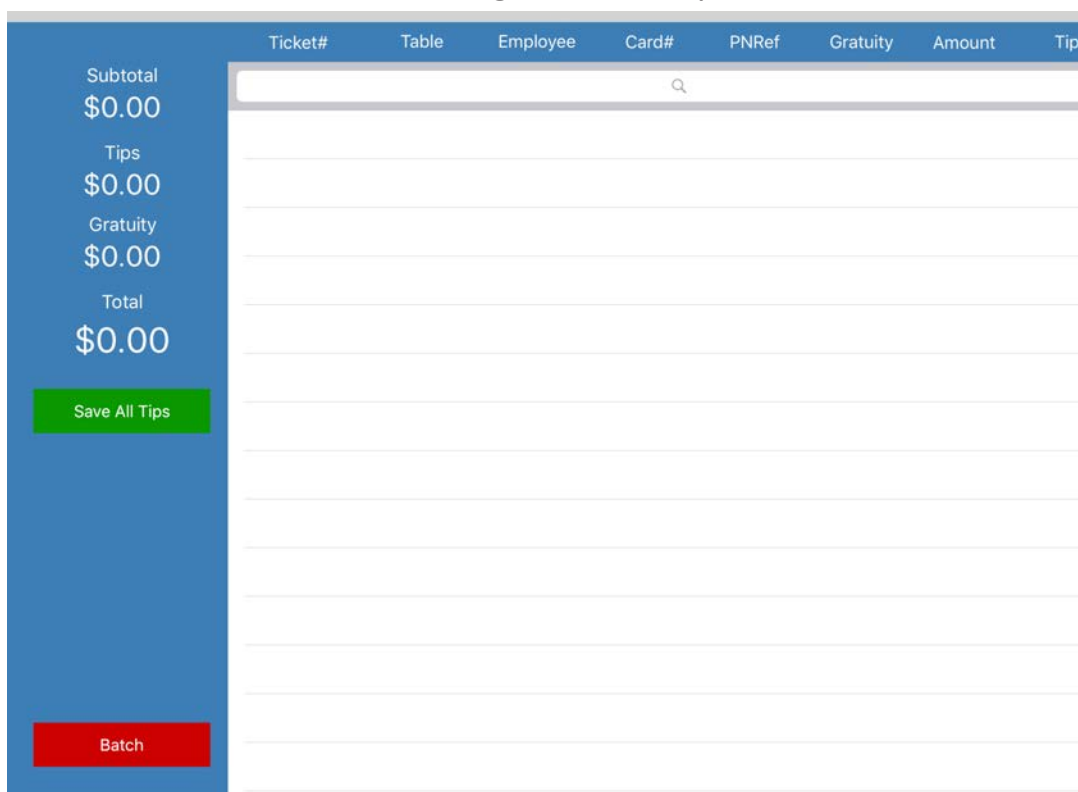 Ticket# Table Employee Card# PNRef Gratuity Amount Tip
Subtotal
$0.00
Tips
$0.00
Gratuity
$0.00
Total
$0.00
Save All Tips
Batch